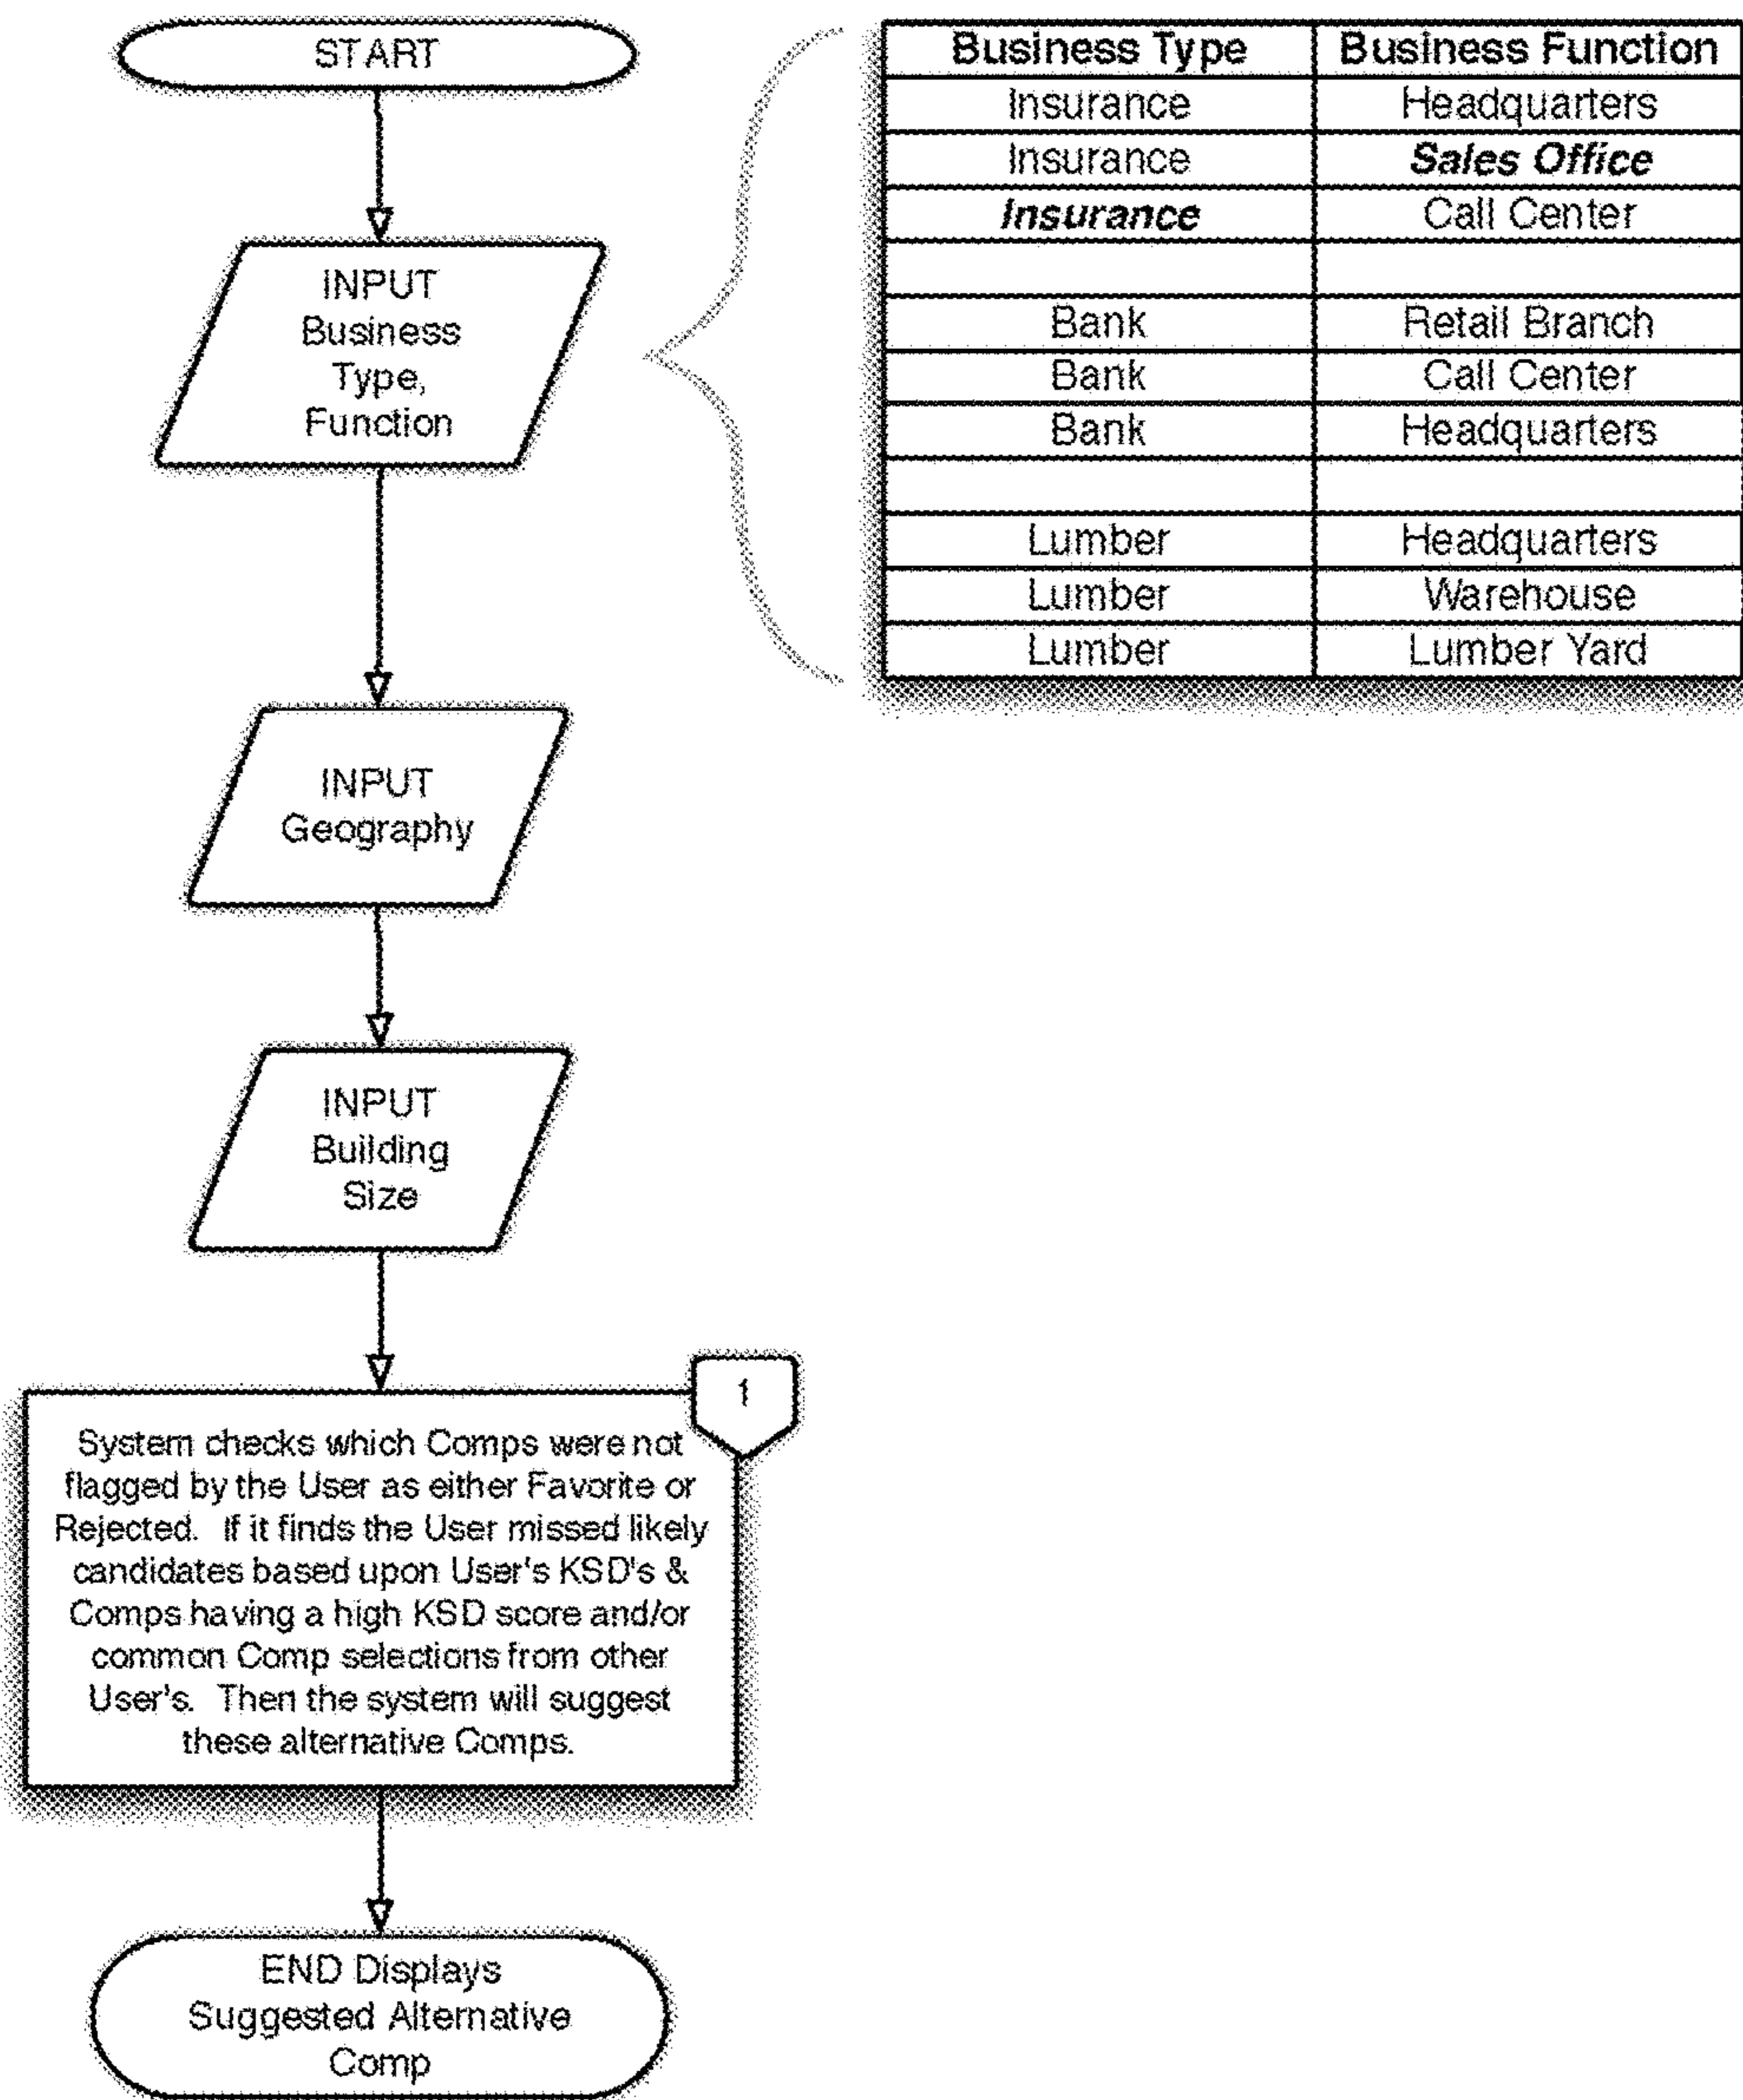 START
INPUT
Business
Type,
Function
INPUT
Geography
INPUT
Building
Size
1
System checks which Comps were not
flagged by the User as either Favorite or
Rejected.  If it finds the User missed likely
candidates based upon User's KSD's &
Comps having a high KSD score and/or
common Comp selections from other
User's.  Then the system will suggest
these alternative Comps.
END Displays
Suggested Alternative
Comp
Business Type Business Function
Insurance Headquarters
Insurance Sales Office
Insurance Call Center
Bank Retail Branch
Bank Call Center
Bank Headquarters
Lumber Headquarters
Lumber Warehouse
Lumber Lumber Yard